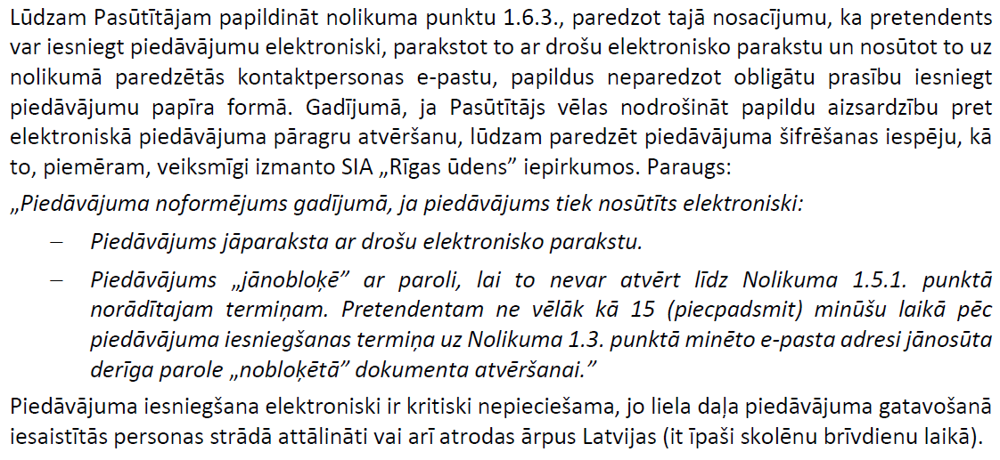 Lūdzam Pasūtītājam papildināt nolikuma punktu 1.6.3., paredzot tajā nosacījumu, ka pretendents
var iesniegt piedāvājumu elektroniski, parakstot to ar drošu elektronisko parakstu un nosūtot to uz
nolikumā paredzētās kontaktpersonas e-pastu, papildus neparedzot obligātu prasību iesniegt
piedāvājumu papīra formā. Gadījumā, ja Pasūtītājs vēlas nodrošināt papildu aizsardzību pret
elektroniskā piedāvājuma pāragru atvēršanu, lūdzam paredzēt piedāvājuma šifrēšanas iespēju, kā
to, piemēram, veiksmīgi izmanto SIA „Rīgas ūdens” iepirkumos. Paraugs:
„Piedāvājuma noformējums gadījumā, ja piedāvājums tiek nosūtīts elektroniski:
– Piedāvājums jāparaksta ar drošu elektronisko parakstu.
– Piedāvājums „jānobloķē” ar paroli, lai to nevar atvērt līdz Nolikuma 1.5.1. punktā
norādītajam termiņam. Pretendentam ne vēlāk kā 15 (piecpadsmit) minūšu laikā pēc
piedāvājuma iesniegšanas termiņa uz Nolikuma 1.3. punktā minēto e-pasta adresi jānosūta
derīga parole „nobloķētā” dokumenta atvēršanai.”
Piedāvājuma iesniegšana elektroniski ir kritiski nepieciešama, jo liela daļa piedāvājuma gatavošanā
iesaistītās personas strādā attālināti vai arī atrodas ārpus Latvijas (it īpaši skolēnu brīvdienu laikā).